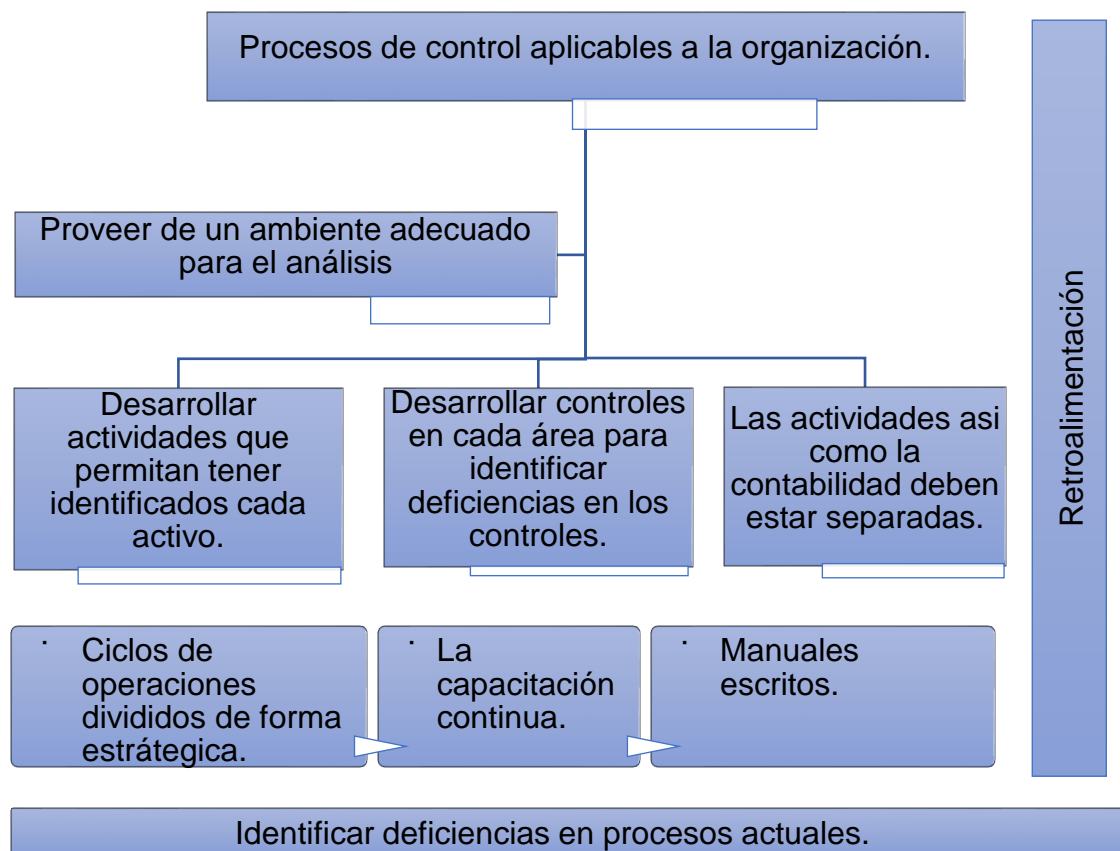 Procesos de control aplicables a la organización.
Proveer de un ambiente adecuado
para el análisis
Desarrollar
actividades que
permitan tener
identificados cada
activo.
Desarrollar controles
en cada área para
identificar
deficiencias en los
controles.
Las actividades asi
como la
contabilidad deben
estar separadas.
· Ciclos de
operaciones
divididos de forma
estrátegica.
· La
capacitación
continua.
· Manuales
escritos.
Retroalimentación
Identificar deficiencias en procesos actuales.